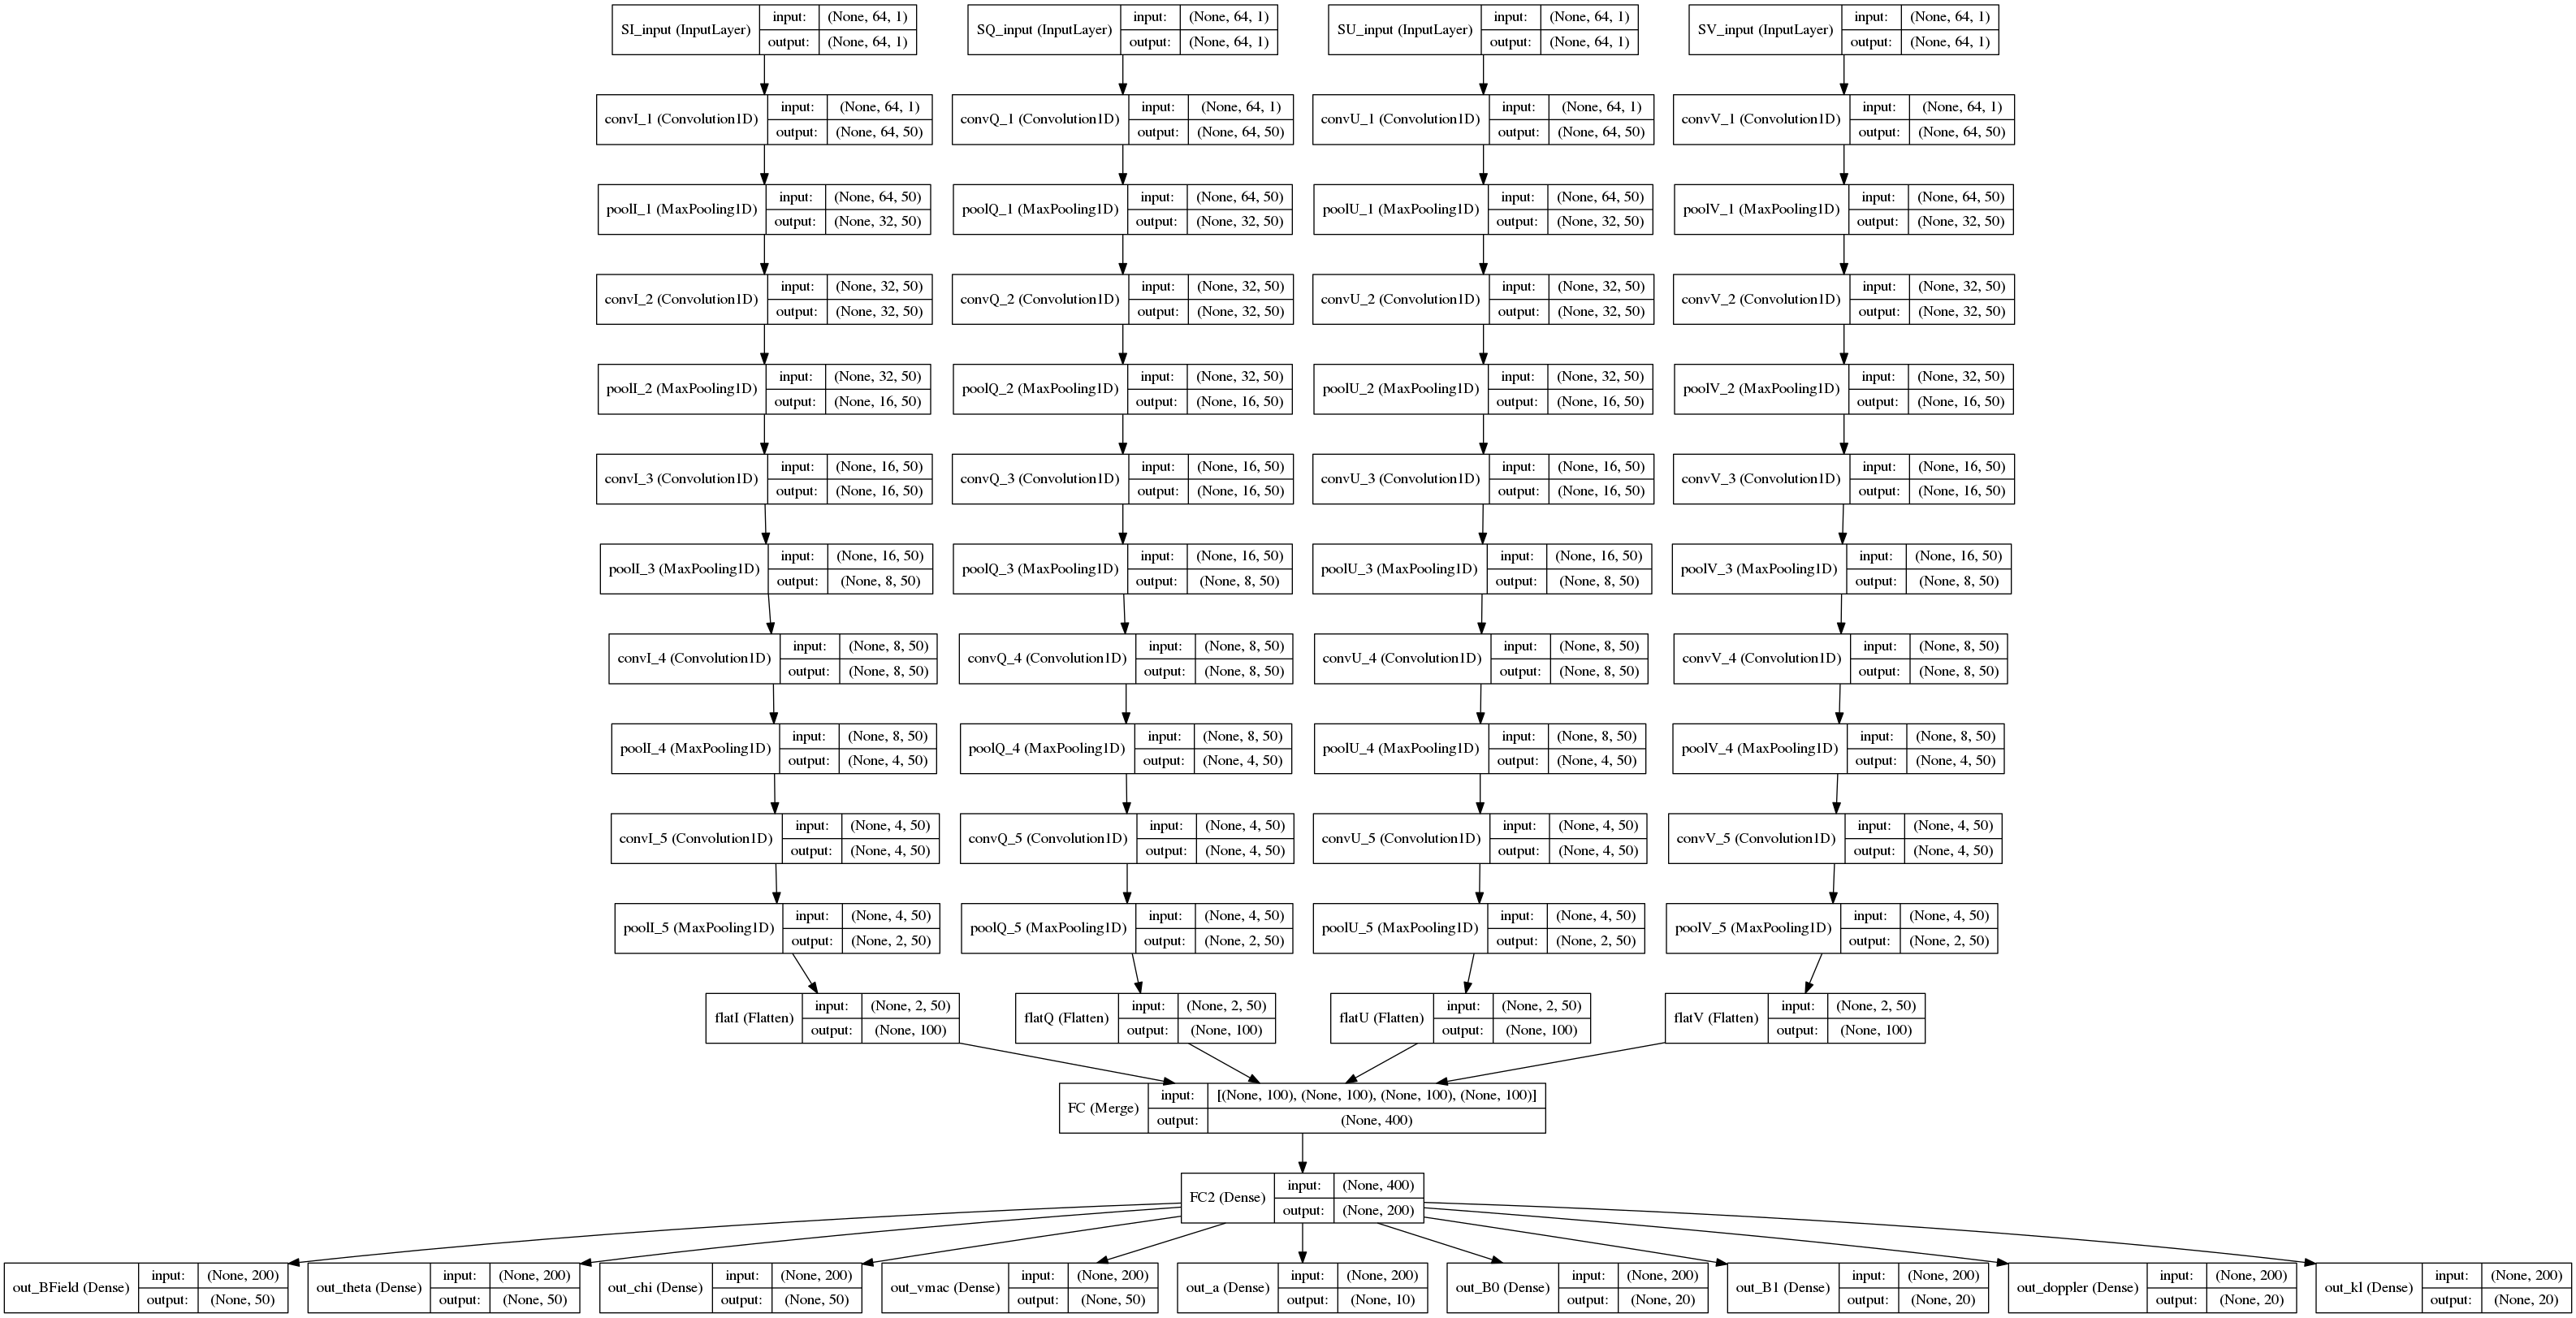 SI_input (InputLayer) input: (None, 64, 1)
output: (None, 64, 1)
SQ_input (InputLayer) input: (None, 64, 1)
output: (None, 64, 1)
SU_input (InputLayer) input: (None, 64, 1)
output: (None, 64, 1)
SV_input (InputLayer) input: (None, 64, 1)
output: (None, 64, 1)
convI_1 (Convolution1D) input: (None, 64, 1)
output: (None, 64, 50)
convQ_1 (Convolution1D) input: (None, 64, 1)
output: (None, 64, 50)
convU_1 (Convolution1D) input: (None, 64, 1)
output: (None, 64, 50)
convV_1 (Convolution1D) input: (None, 64, 1)
output: (None, 64, 50)
poolI_1 (MaxPooling1D) input: (None, 64, 50)
output: (None, 32, 50)
poolQ_1 (MaxPooling1D) input: (None, 64, 50)
output: (None, 32, 50)
poolU_1 (MaxPooling1D) input: (None, 64, 50)
output: (None, 32, 50)
poolV_1 (MaxPooling1D) input: (None, 64, 50)
output: (None, 32, 50)
convI_2 (Convolution1D) input: (None, 32, 50)
output: (None, 32, 50)
convQ_2 (Convolution1D) input: (None, 32, 50)
output: (None, 32, 50)
convU_2 (Convolution1D) input: (None, 32, 50)
output: (None, 32, 50)
convV_2 (Convolution1D) input: (None, 32, 50)
output: (None, 32, 50)
poolI_2 (MaxPooling1D) input: (None, 32, 50)
output: (None, 16, 50)
poolQ_2 (MaxPooling1D) input: (None, 32, 50)
output: (None, 16, 50)
poolU_2 (MaxPooling1D) input: (None, 32, 50)
output: (None, 16, 50)
poolV_2 (MaxPooling1D) input: (None, 32, 50)
output: (None, 16, 50)
convI_3 (Convolution1D) input: (None, 16, 50)
output: (None, 16, 50)
convQ_3 (Convolution1D) input: (None, 16, 50)
output: (None, 16, 50)
convU_3 (Convolution1D) input: (None, 16, 50)
output: (None, 16, 50)
convV_3 (Convolution1D) input: (None, 16, 50)
output: (None, 16, 50)
poolI_3 (MaxPooling1D) input: (None, 16, 50)
output: (None, 8, 50)
poolQ_3 (MaxPooling1D) input: (None, 16, 50)
output: (None, 8, 50)
poolU_3 (MaxPooling1D) input: (None, 16, 50)
output: (None, 8, 50)
poolV_3 (MaxPooling1D) input: (None, 16, 50)
output: (None, 8, 50)
convI_4 (Convolution1D) input: (None, 8, 50)
output: (None, 8, 50)
convQ_4 (Convolution1D) input: (None, 8, 50)
output: (None, 8, 50)
convU_4 (Convolution1D) input: (None, 8, 50)
output: (None, 8, 50)
convV_4 (Convolution1D) input: (None, 8, 50)
output: (None, 8, 50)
poolI_4 (MaxPooling1D) input: (None, 8, 50)
output: (None, 4, 50)
poolQ_4 (MaxPooling1D) input: (None, 8, 50)
output: (None, 4, 50)
poolU_4 (MaxPooling1D) input: (None, 8, 50)
output: (None, 4, 50)
poolV_4 (MaxPooling1D) input: (None, 8, 50)
output: (None, 4, 50)
convI_5 (Convolution1D) input: (None, 4, 50)
output: (None, 4, 50)
convQ_5 (Convolution1D) input: (None, 4, 50)
output: (None, 4, 50)
convU_5 (Convolution1D) input: (None, 4, 50)
output: (None, 4, 50)
convV_5 (Convolution1D) input: (None, 4, 50)
output: (None, 4, 50)
poolI_5 (MaxPooling1D) input: (None, 4, 50)
output: (None, 2, 50)
poolQ_5 (MaxPooling1D) input: (None, 4, 50)
output: (None, 2, 50)
poolU_5 (MaxPooling1D) input: (None, 4, 50)
output: (None, 2, 50)
poolV_5 (MaxPooling1D) input: (None, 4, 50)
output: (None, 2, 50)
flatI (Flatten) input: (None, 2, 50)
output: (None, 100)
flatQ (Flatten) input: (None, 2, 50)
output: (None, 100)
flatU (Flatten) input: (None, 2, 50)
output: (None, 100)
flatV (Flatten) input: (None, 2, 50)
output: (None, 100)
FC (Merge) input: [(None, 100), (None, 100), (None, 100), (None, 100)]
output: (None, 400)
FC2 (Dense) input: (None, 400)
output: (None, 200)
out_BField (Dense) input: (None, 200)
output: (None, 50)
out_theta (Dense) input: (None, 200)
output: (None, 50)
out_chi (Dense) input: (None, 200)
output: (None, 50)
out_vmac (Dense) input: (None, 200)
output: (None, 50)
out_a (Dense) input: (None, 200)
output: (None, 10)
out_B0 (Dense) input: (None, 200)
output: (None, 20)
out_B1 (Dense) input: (None, 200)
output: (None, 20)
out_doppler (Dense) input: (None, 200)
output: (None, 20)
out_kl (Dense) input: (None, 200)
output: (None, 20)